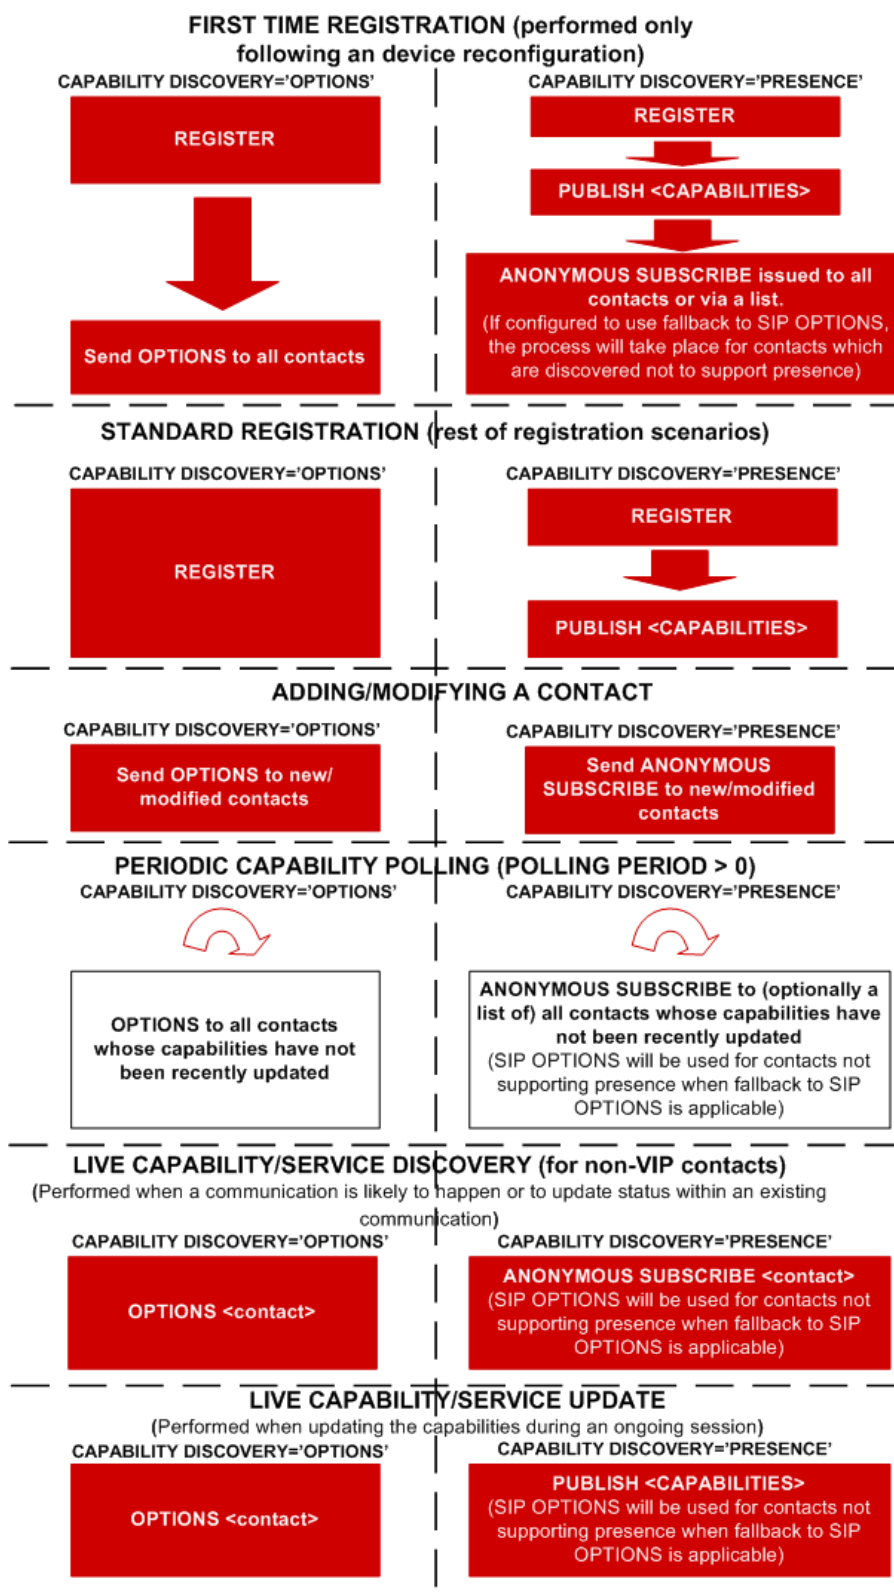 FIRST TIME REGISTRATION (performed only
following an device reconfiguration)
CAPABILITY DISCOVERY='OPTIONS'
REGISTER
Send OPTIONS to all contacts
CAPABILITY DISCOVERY='PRESENCE'
REGISTER
PUBLISH <CAPABILITIES>
ANONYMOUS SUBSCRIBE issued to all
contacts or via a list.
(If configured to use fallback to SIP OPTIONS,
the process will take place for contacts which
are discovered not to support presence)
STANDARD REGISTRATION (rest of registration scenarios)
CAPABILITY DISCOVERY='OPTIONS'
REGISTER
CAPABILITY DISCOVERY='PRESENCE'
REGISTER
PUBLISH <CAPABILITIES>
ADDING/MODIFYING A CONTACT
CAPABILITY DISCOVERY='OPTIONS'
Send OPTIONS to new/
modified contacts
CAPABILITY DISCOVERY='PRESENCE'
Send ANONYMOUS
SUBSCRIBE to new/modified
contacts
PERIODIC CAPABILITY POLLING (POLLING PERIOD > 0)
CAPABILITY DISCOVERY='OPTIONS'
OPTIONS to all contacts
whose capabilities have not
been recently updated
CAPABILITY DISCOVERY='PRESENCE'
ANONYMOUS SUBSCRIBE to (optionally a
list of) all contacts whose capabilities have
not been recently updated
(SIP OPTIONS will be used for contacts not
supporting presence when fallback to SIP
OPTIONS is applicable)
LIVE CAPABILITY/SERVICE DISCOVERY (for non-VIP contacts)
(Performed when a communication is likely to happen or to update status within an existing
communication)
CAPABILITY DISCOVERY='OPTIONS'
OPTIONS <contact>
CAPABILITY DISCOVERY='PRESENCE'
ANONYMOUS SUBSCRIBE <contact>
(SIP OPTIONS will be used for contacts not
supporting presence when fallback to SIP
OPTIONS is applicable)
LIVE CAPABILITY/SERVICE UPDATE
(Performed when updating the capabilities during an ongoing session)
CAPABILITY DISCOVERY='OPTIONS'
OPTIONS <contact>
CAPABILITY DISCOVERY='PRESENCE'
PUBLISH <CAPABILITIES>
(SIP OPTIONS will be used for contacts not
supporting presence when fallback to SIP
OPTIONS is applicable)